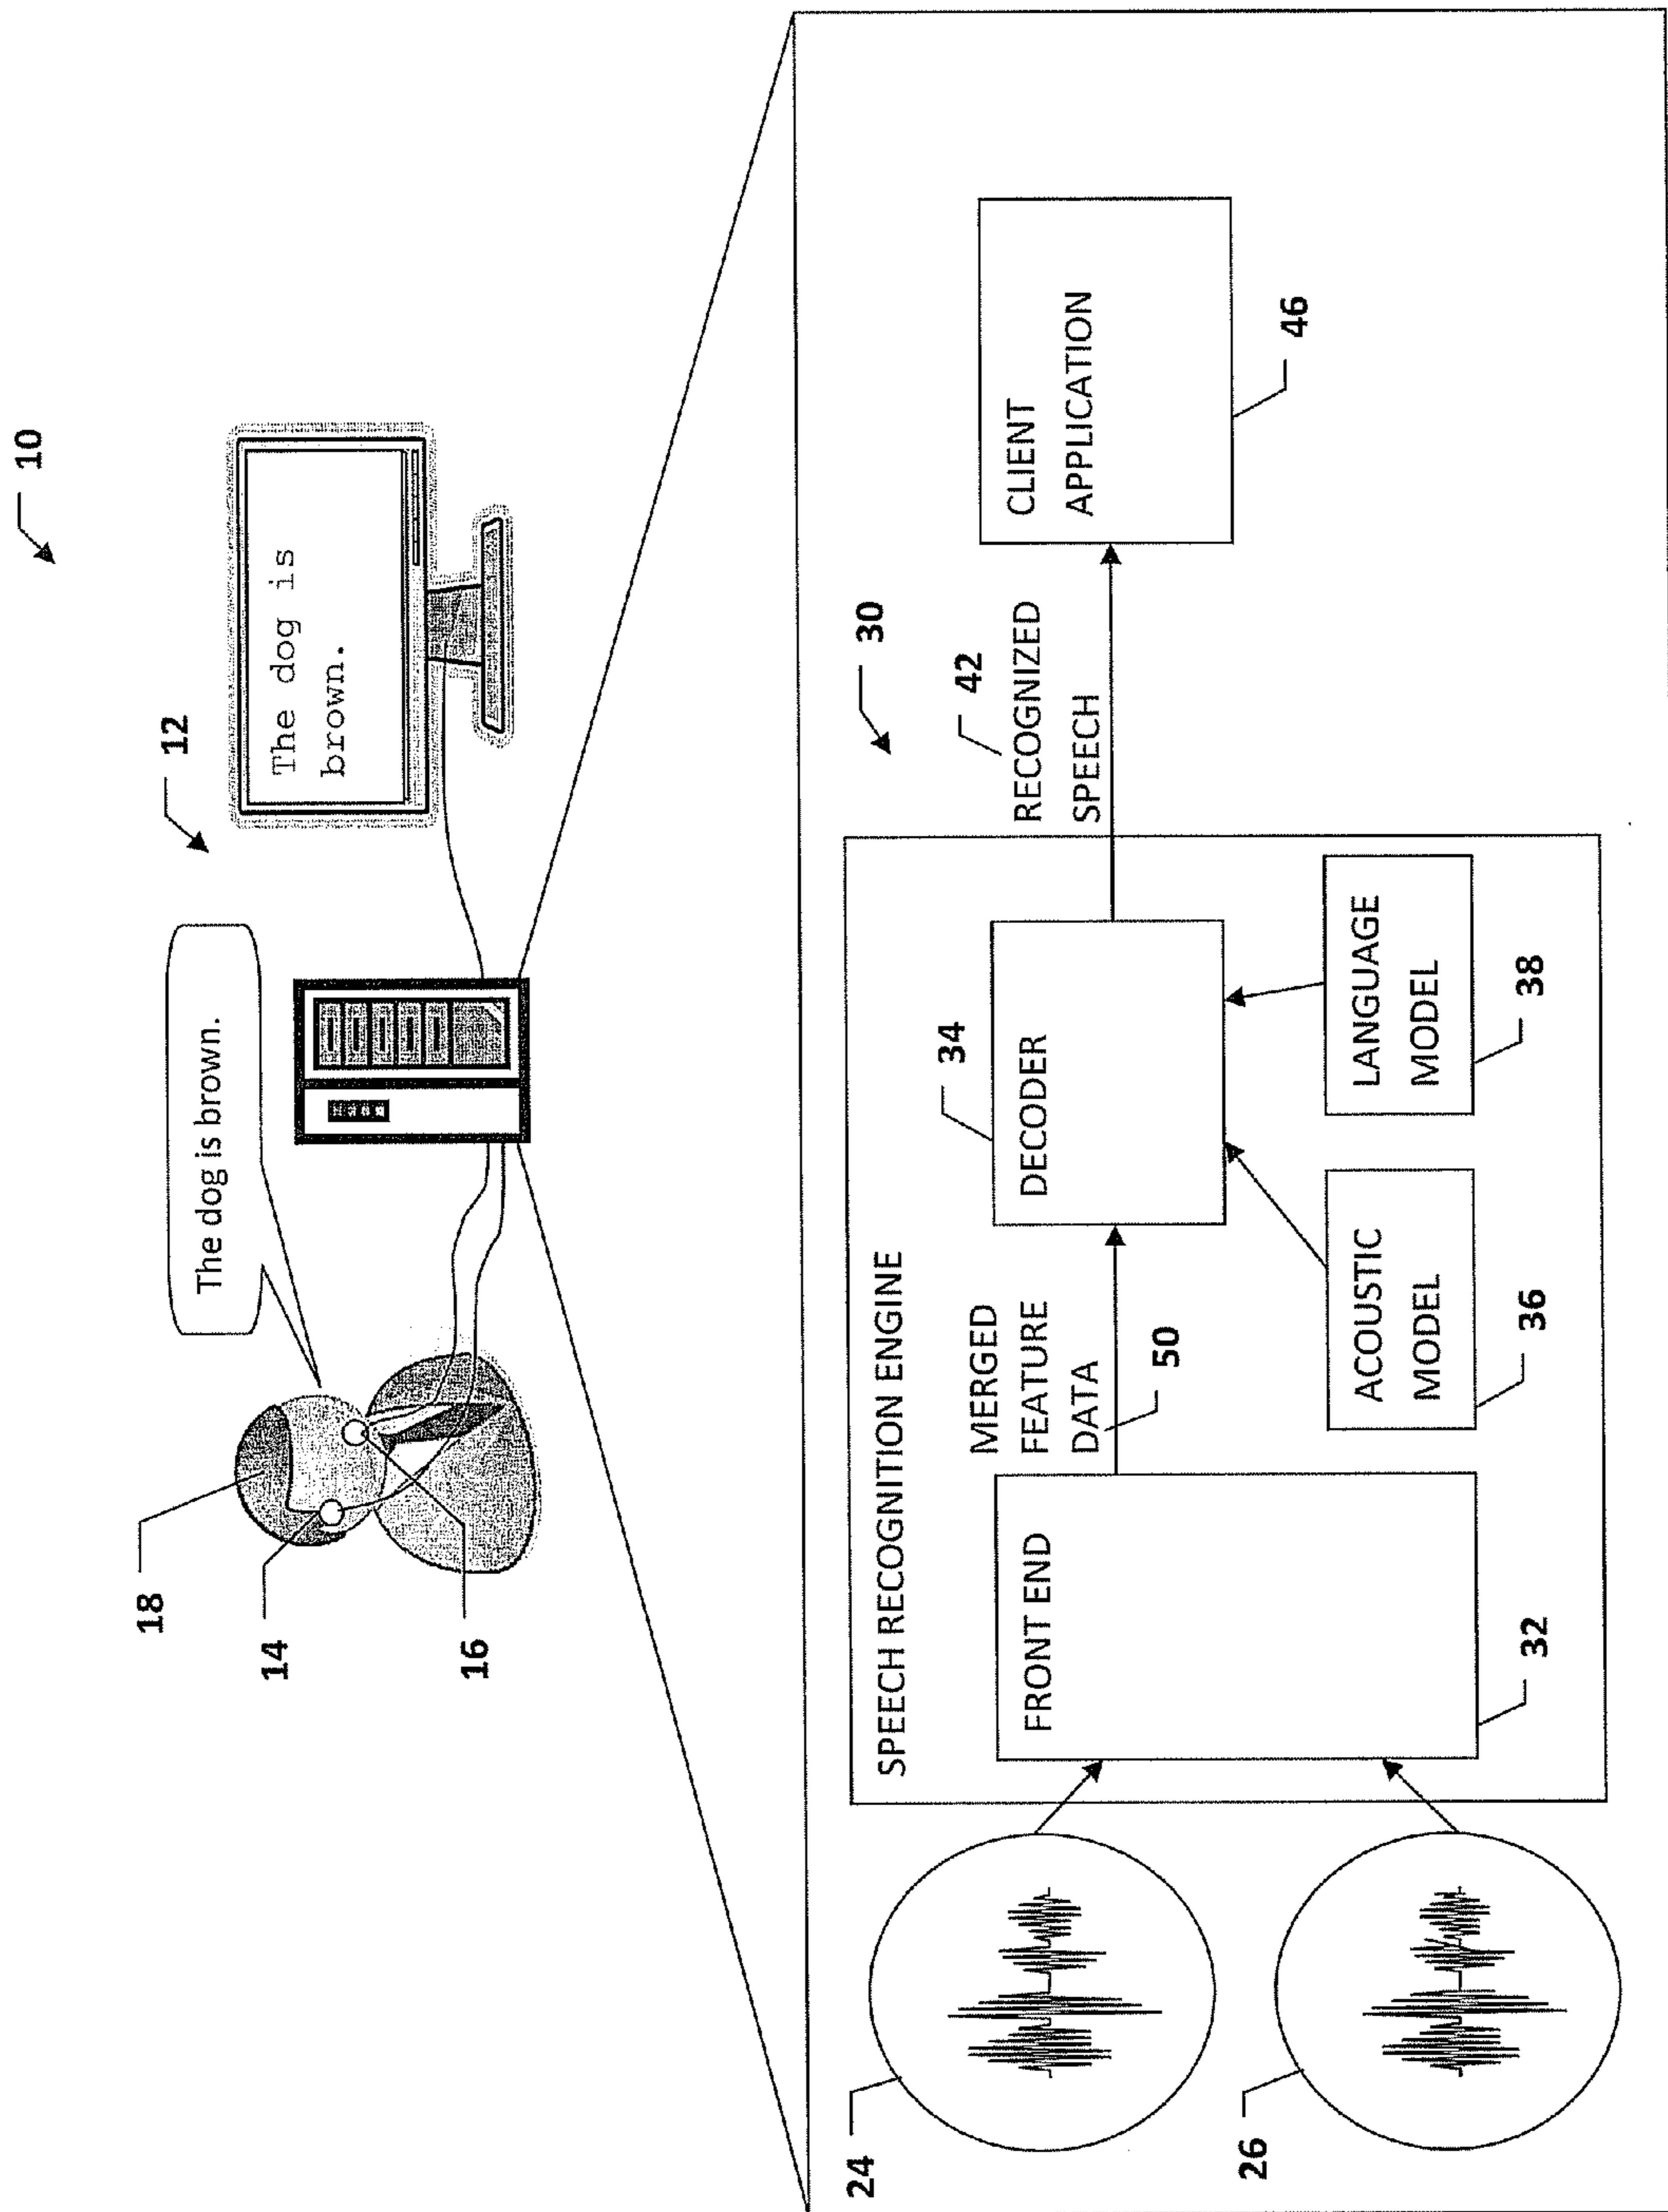 10
12
The dog is brown.
The dog is
brown.
18
14
16
30
SPEECH RECOGNITION ENGINE
24
26
FRONT END
32
MERGED
FEATURE
DATA
50
DECODER
34
ACOUSTIC
MODEL
36
LANGUAGE
MODEL
38
42
RECOGNIZED
SPEECH
CLIENT
APPLICATION
46